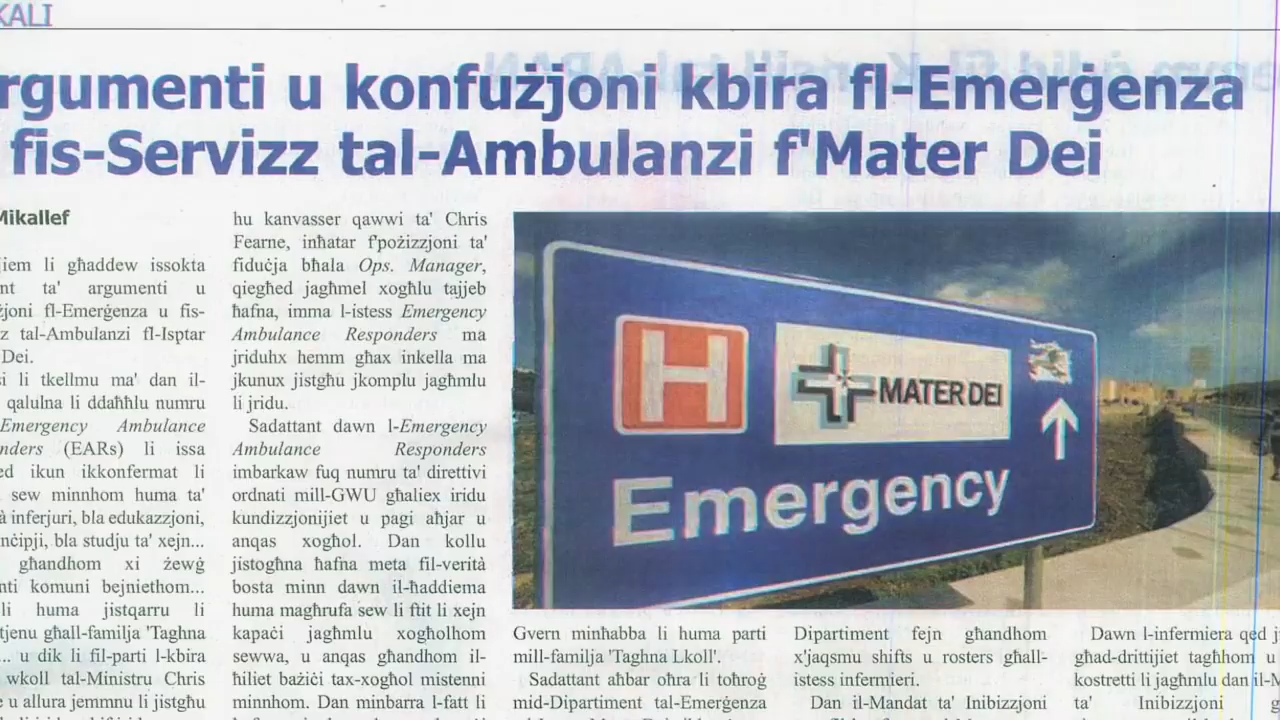 KALI
rgumenti u konfużjoni kbira fl-Emerġenza
fis-Servizz tal-Ambulanzi f'Mater Dei
Mikallef
jiem li għaddew issokta
nt ta' argumenti u
żjoni fl-Emerġenza u fis-
z tal-Ambulanzi fl-Isptar
Dei.
si li tkellmu ma' dan il-
qalulna li ddaħħlu numru
Emergency Ambulance
nders (EARs) li issa
ed ikun ikkonfermat li
sew minnhom huma ta'
à inferjuri, bla edukazzjoni,
nċipji, bla studju ta' xejn...
għandhom xi żewġ
nti komuni bejniethom...
li huma jistqarru li
tjenu għall-familja 'Tagħna
... u dik li fil-parti l-kbira
wkoll tal-Ministru Chris
e u allura jemmnu li jistgħu
hu kanvasser qawwi ta' Chris
Fearne, inħatar f'pożizzjoni ta'
fiduċja bħala Ops. Manager,
qiegħed jagħmel xogħlu tajjeb
ħafna, imma l-istess Emergency
Ambulance Responders ma
jriduhx hemm għax inkella ma
jkunux jistgħu jkomplu jagħmlu
li jridu.
Sadattant dawn l-Emergency
Ambulance Responders
imbarkaw fuq numru ta' direttivi
ordnati mill-GWU għaliex iridu
kundizzjonijiet u pagi aħjar u
anqas xogħol. Dan kollu
jistogħna ħafna meta fil-verità
bosta minn dawn il-ħaddiema
huma magħrufa sew li ftit li xejn
kapaċi jagħmlu xogħolhom
sewwa, u anqas għandhom il-
ħiliet bażiċi tax-xogħol mistenni
minnhom. Dan minbarra l-fatt li
H
MATER DEI
Emergency
Gvern minħabba li huma parti
mill-familja 'Tagħna Lkoll'.
Sadattant aħbar oħra li toħroġ
mid-Dipartiment tal-Emerġenza
Dipartiment fejn għandhom
x'jaqsmu shifts u rosters għall-
istess infermieri.
Dan il-Mandat ta' Inibizzjoni
Dawn l-infermiera qed j
għad-drittijiet tagħhom u
kostretti li jagħmlu dan il-M
ta' Inibizzjoni g